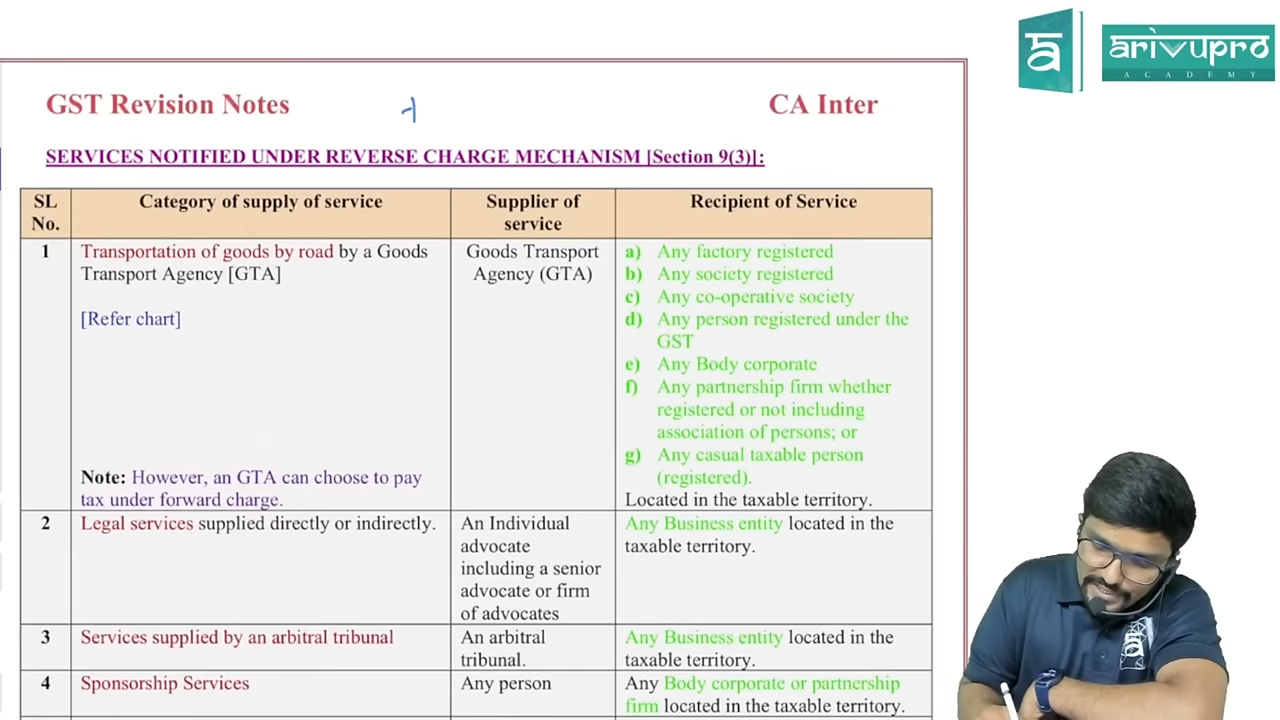 arivupro
ACADEMY
GST Revision Notes
CA Inter
SERVICES NOTIFIED UNDER REVERSE CHARGE MECHANISM [Section 9(3)]:
SL No.
Category of supply of service
Supplier of service
Recipient of Service
1
Transportation of goods by road by a Goods
Transport Agency [GTA]
[Refer chart]
Note: However, an GTA can choose to pay
tax under forward charge.
Goods Transport
Agency (GTA)
a) Any factory registered
b) Any society registered
c) Any co-operative society
d) Any person registered under the
GST
e) Any Body corporate
f) Any partnership firm whether
registered or not including
association of persons; or
g) Any casual taxable person
(registered).
Located in the taxable territory.
2
Legal services supplied directly or indirectly.
An Individual
advocate
including a senior
advocate or firm
of advocates
Any Business entity located in the
taxable territory.
3
Services supplied by an arbitral tribunal
An arbitral
tribunal.
Any Business entity located in the
taxable territory.
4
Sponsorship Services
Any person
Any Body corporate or partnership
firm located in the taxable territory.